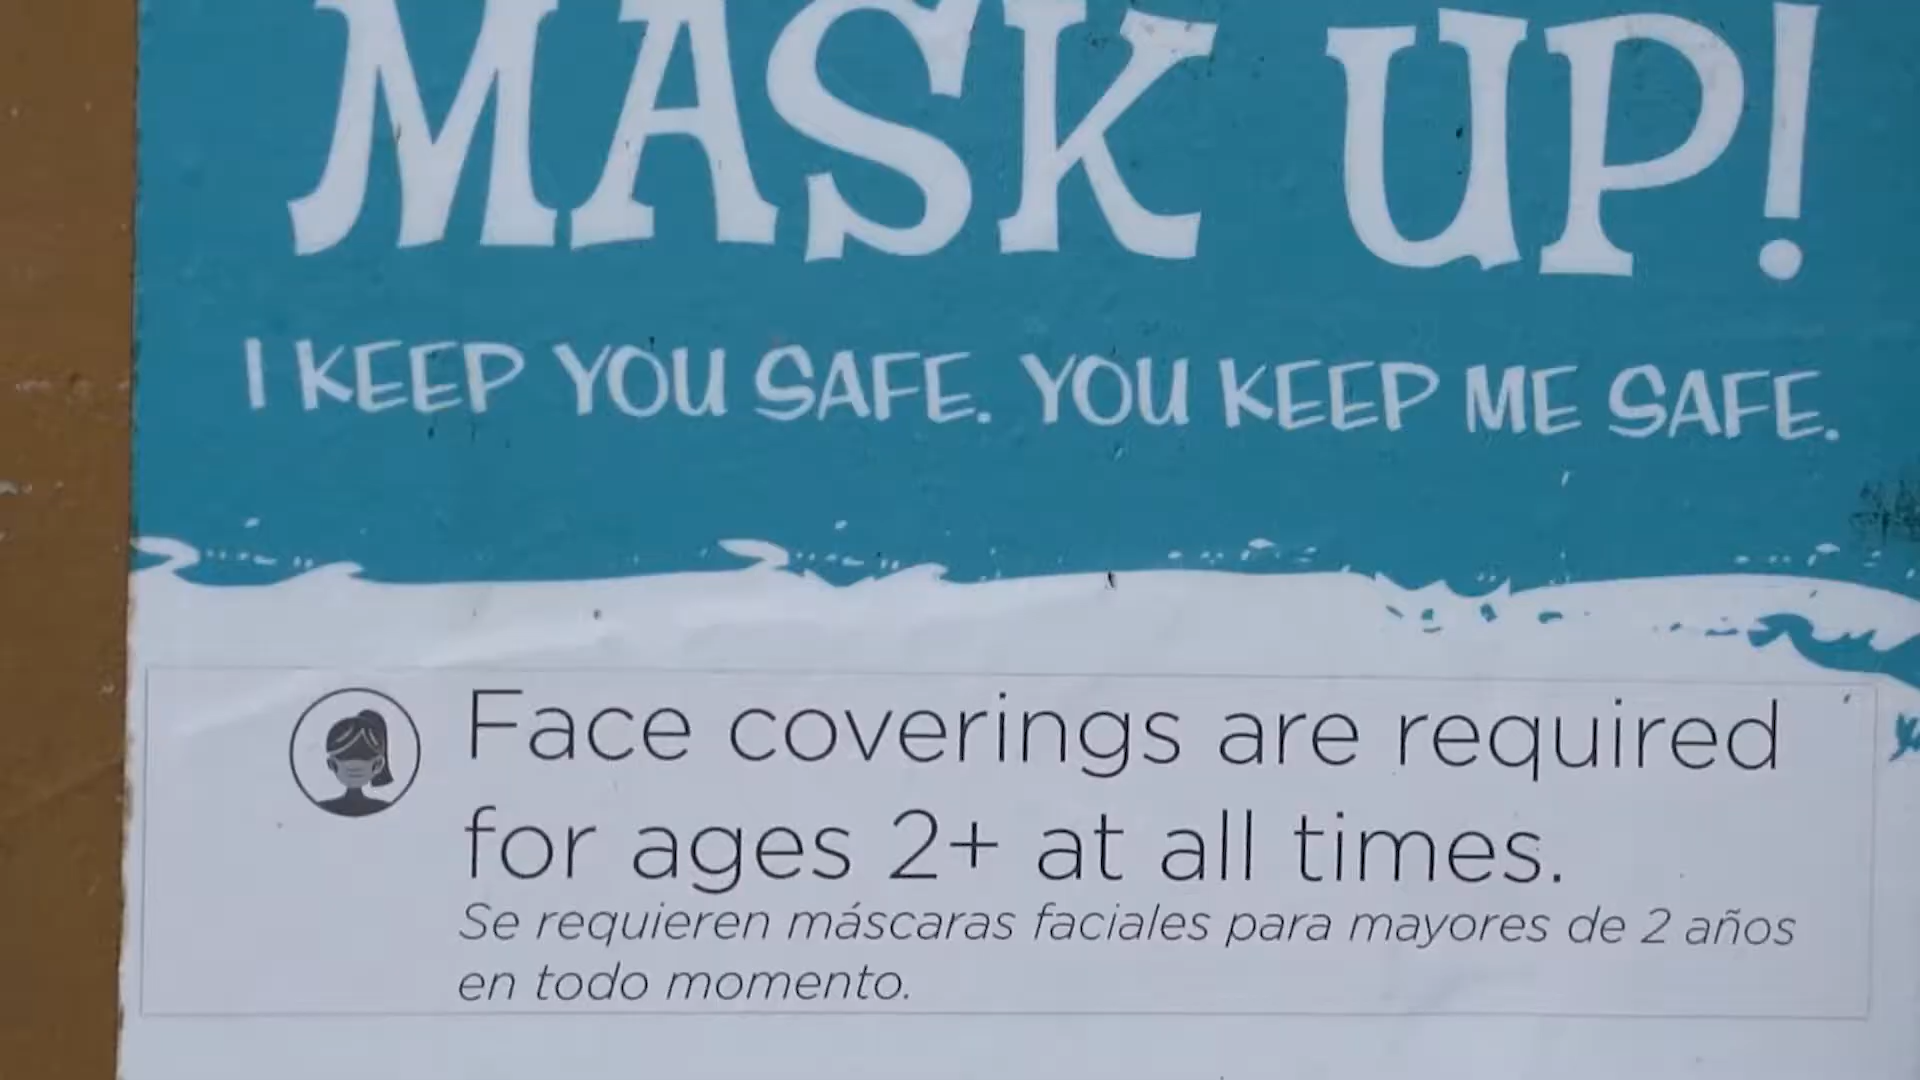 MASK UP!
I KEEP YOU SAFE. YOU KEEP ME SAFE.
Face coverings are required
for ages 2+ at all times.
Se requieren máscaras faciales para mayores de 2 años
en todo momento.